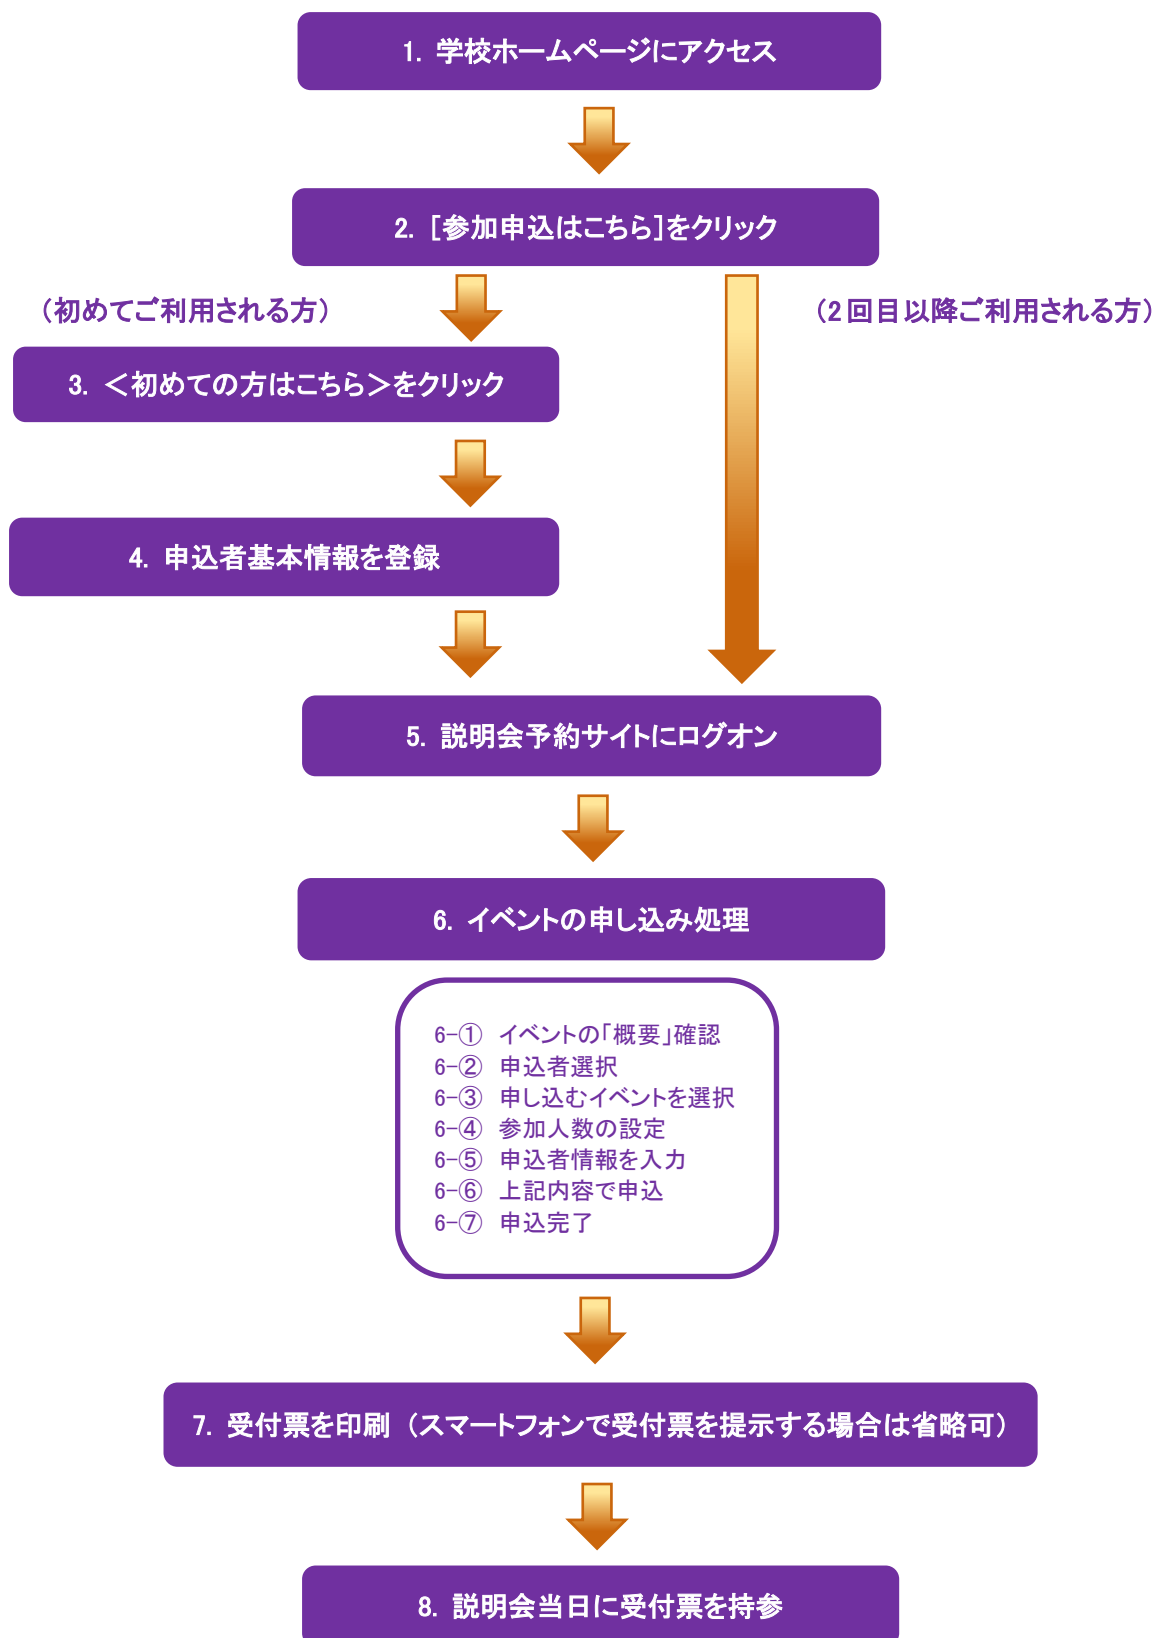 1. 学校ホームページにアクセス
2. [参加申込はこちら]をクリック
（初めてご利用される方）
（2回目以降ご利用される方）
3. ＜初めての方はこちら＞をクリック
4. 申込者基本情報を登録
5. 説明会予約サイトにログオン
6. イベントの申し込み処理
6-① イベントの「概要」確認
6-② 申込者選択
6-③ 申し込むイベントを選択
6-④ 参加人数の設定
6-⑤ 申込者情報を入力
6-⑥ 上記内容で申込
6-⑦ 申込完了
7. 受付票を印刷（スマートフォンで受付票を提示する場合は省略可）
8. 説明会当日に受付票を持参